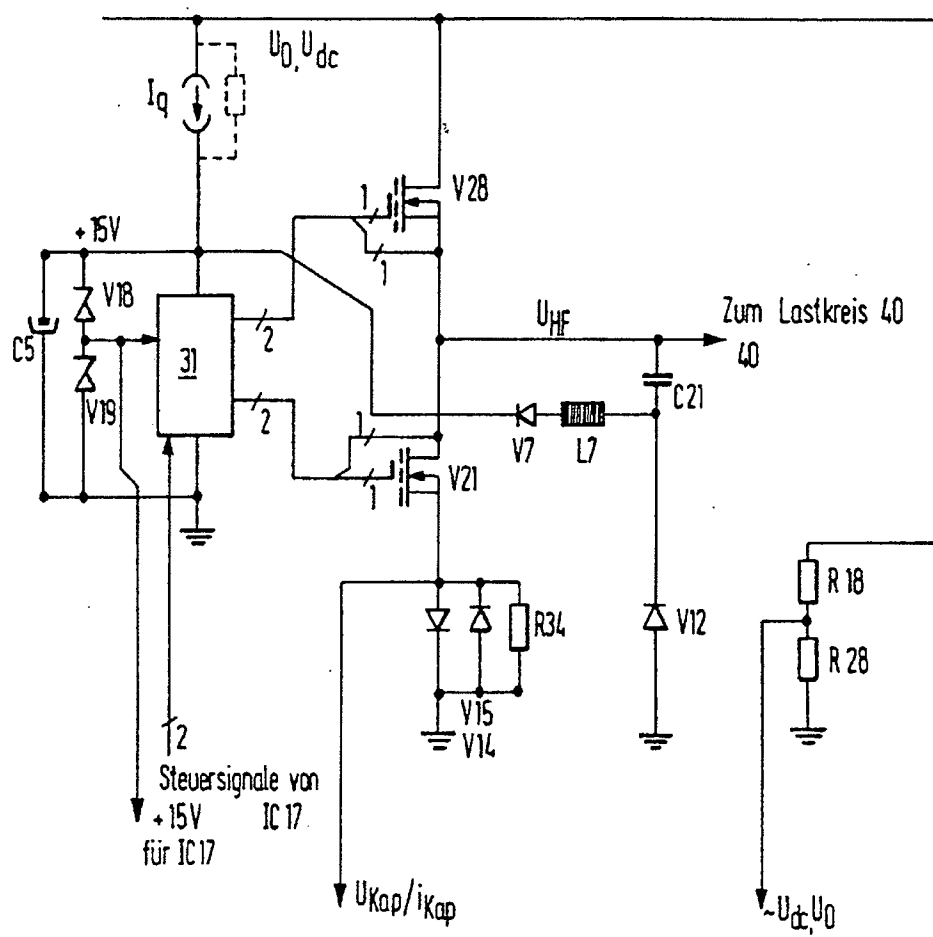 U0, Udc
Iq
V28
1
+15V
1
V18
UHF
Zum Lastkreis 40
40
C5
31
2
V19
2
C21
1
V7
L7
V21
1
R34
V12
R18
R28
V15
V14
2
Steuersignale von
IC17
+15V
für IC17
UKap/iKap
~Udc,U0